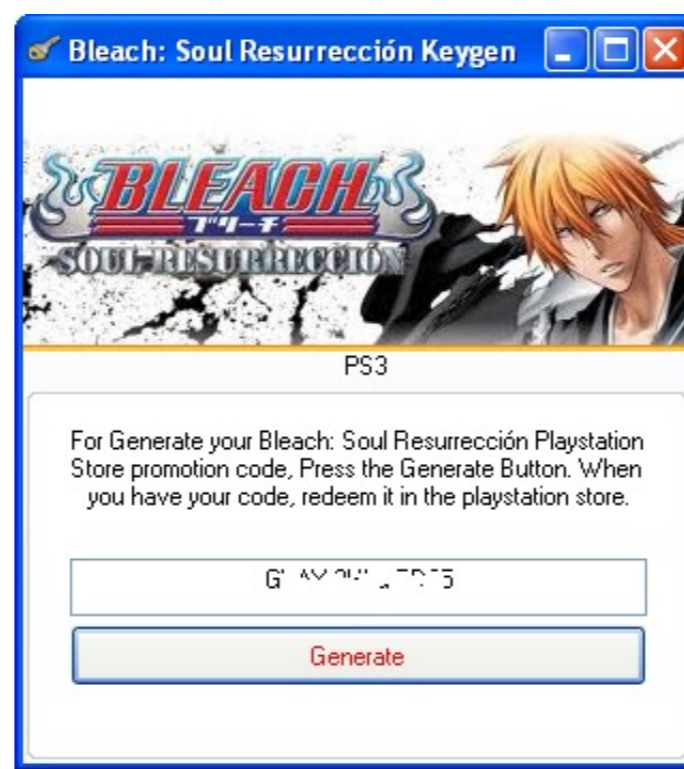 Bleach: Soul Resurrección Keygen
BLEACH
ブリーチ
SOUL RESURRECCIÓN
PS3
For Generate your Bleach: Soul Resurrección Playstation
Store promotion code, Press the Generate Button. When
you have your code, redeem it in the playstation store.
Generate